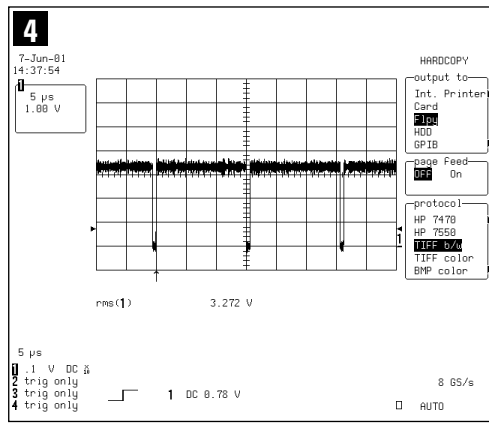 4
7-Jun-01
14:37:54
1
5 µs
1.00 V
HARDCOPY
output to
Int. Printer
Card
Flpy
HDD
GPIB
page feed
OFF On
protocol
HP 7470
HP 7550
TIFF b/w
TIFF color
BMP color
1
rms(1) 3.272 V
5 µs
1 .1 V DC
2 trig only
3 trig only
4 trig only
1 DC 0.78 V
8 GS/s
AUTO